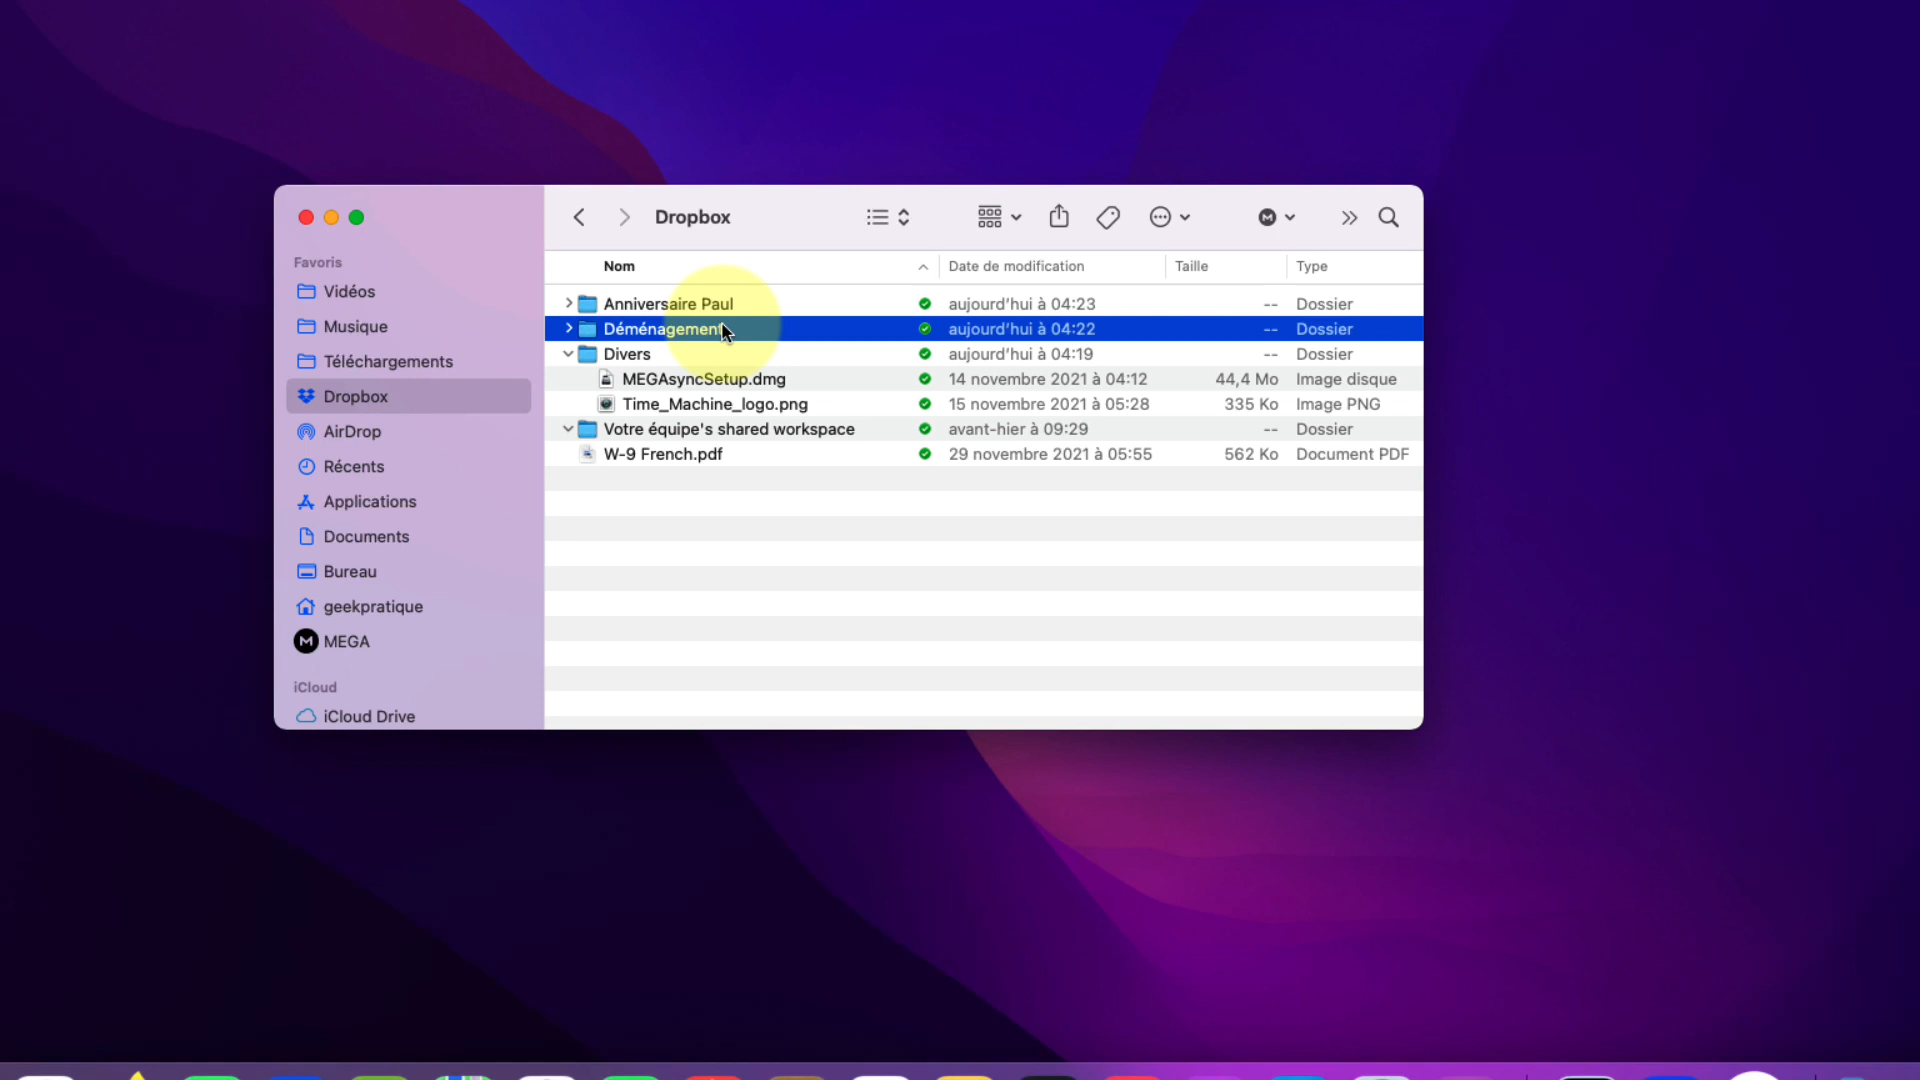 Dropbox
Favoris
Vidéos
Musique
Téléchargements
Dropbox
AirDrop
Récents
Applications
Documents
Bureau
geekpratique
MEGA
iCloud
iCloud Drive
Nom Date de modification Taille Type
Anniversaire Paul aujourd'hui à 04:23 -- Dossier
Déménagement aujourd'hui à 04:22 -- Dossier
Divers aujourd'hui à 04:19 -- Dossier
MEGAsyncSetup.dmg 14 novembre 2021 à 04:12 44,4 Mo Image disque
Time_Machine_logo.png 15 novembre 2021 à 05:28 335 Ko Image PNG
Votre équipe's shared workspace avant-hier à 09:29 -- Dossier
W-9 French.pdf 29 novembre 2021 à 05:55 562 Ko Document PDF